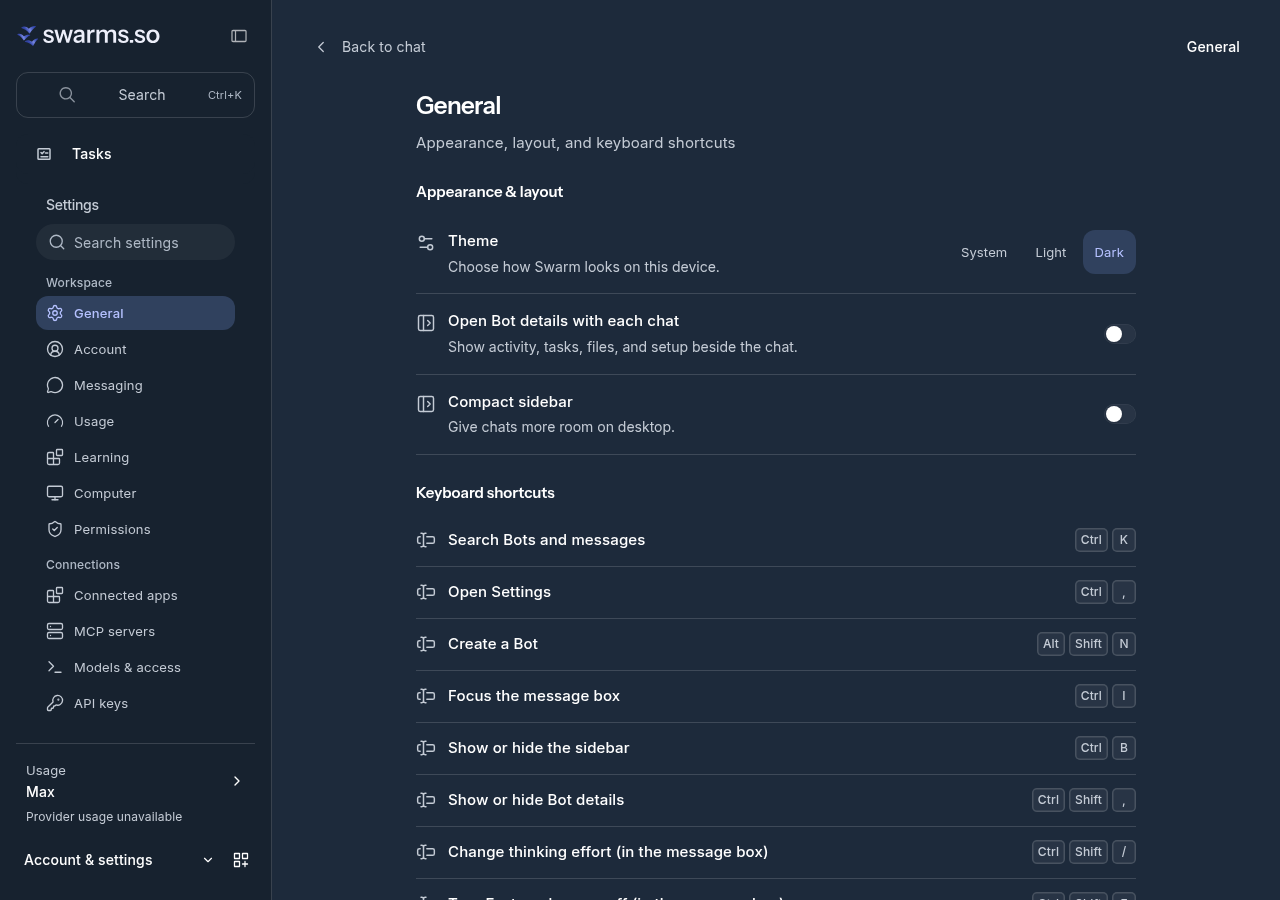 swarms.so
Search Ctrl+K
Tasks
Settings
Search settings
Workspace
General
Account
Messaging
Usage
Learning
Computer
Permissions
Connections
Connected apps
MCP servers
Models & access
API keys
Usage
Max
Provider usage unavailable
Account & settings
Back to chat
General
General
Appearance, layout, and keyboard shortcuts
Appearance & layout
Theme
Choose how Swarm looks on this device.
System Light Dark
Open Bot details with each chat
Show activity, tasks, files, and setup beside the chat.
Compact sidebar
Give chats more room on desktop.
Keyboard shortcuts
Search Bots and messages Ctrl K
Open Settings Ctrl ,
Create a Bot Alt Shift N
Focus the message box Ctrl I
Show or hide the sidebar Ctrl B
Show or hide Bot details Ctrl Shift ,
Change thinking effort (in the message box) Ctrl Shift /